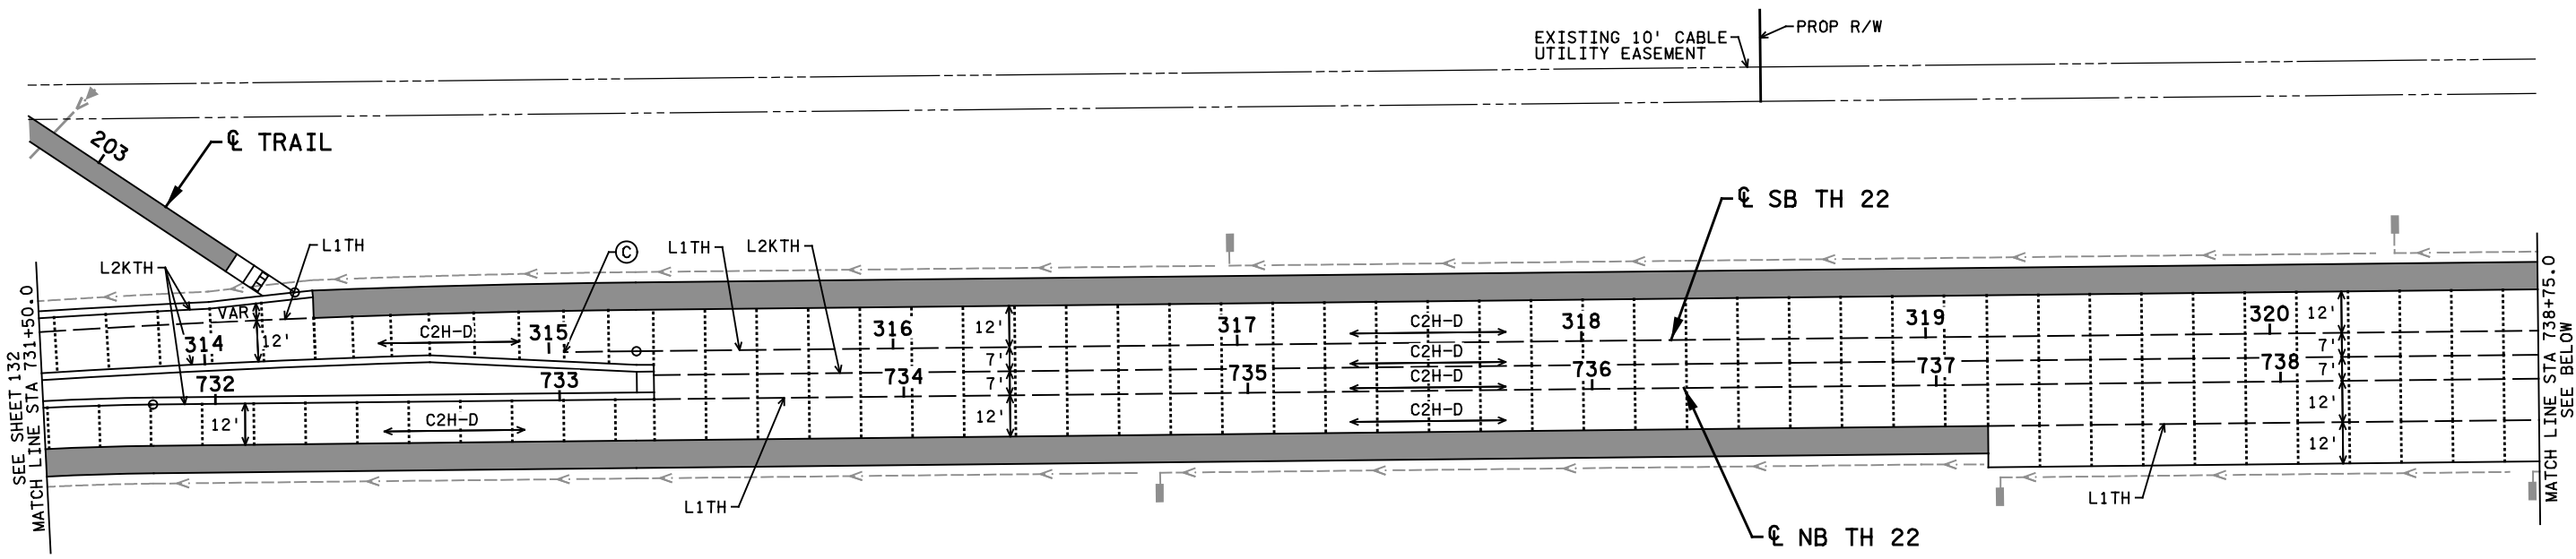 EXISTING 10' CABLE
UTILITY EASEMENT
PROP R/W
203
℄ TRAIL
℄ SB TH 22
L2KTH
L1TH
Ⓒ
L1TH
L2KTH
SEE SHEET 132
MATCH LINE STA 731+50.0
VAR
12'
314
C2H-D
315
316
12'
317
C2H-D
318
319
320
12'
7'
7'
C2H-D
C2H-D
7'
7'
732
733
734
735
736
737
738
12'
C2H-D
12'
C2H-D
12'
12'
L1TH
L1TH
℄ NB TH 22
MATCH LINE STA 738+75.0
SEE BELOW